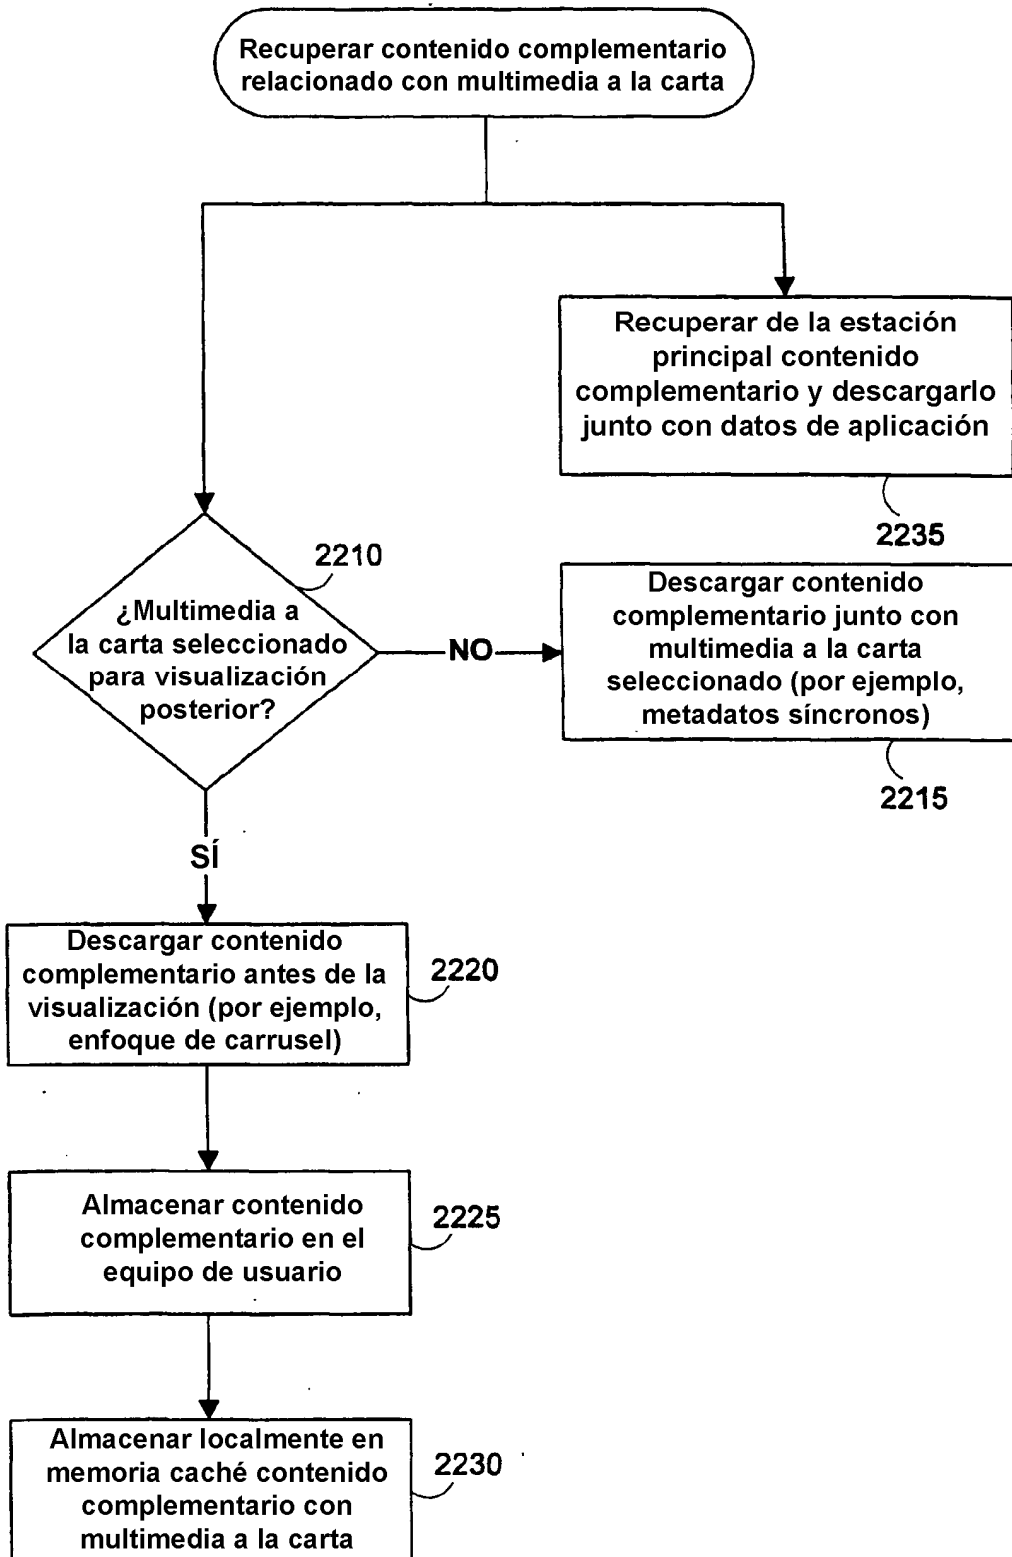 Recuperar contenido complementario
relacionado con multimedia a la carta
Recuperar de la estación
principal contenido
complementario y descargarlo
junto con datos de aplicación
2235
2210
¿Multimedia a
la carta seleccionado
para visualización
posterior?
NO
Descargar contenido
complementario junto con
multimedia a la carta
seleccionado (por ejemplo,
metadatos síncronos)
2215
SÍ
Descargar contenido
complementario antes de la
visualización (por ejemplo,
enfoque de carrusel)
2220
Almacenar contenido
complementario en el
equipo de usuario
2225
Almacenar localmente en
memoria caché contenido
complementario con
multimedia a la carta
2230